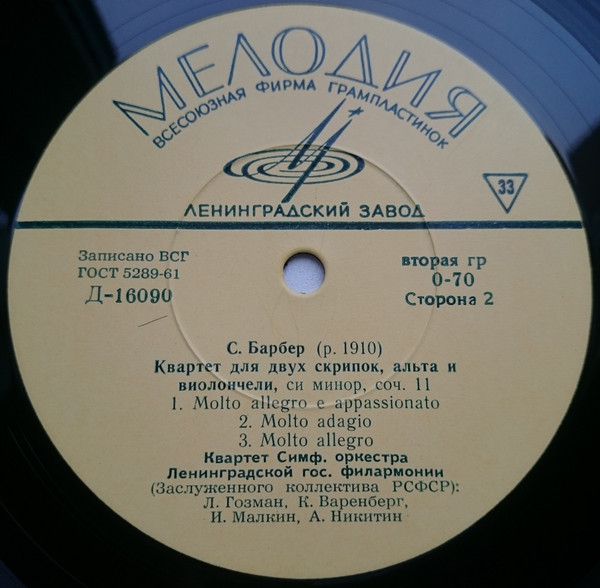 МЕЛОДИЯ
ВСЕСОЮЗНАЯ ФИРМА ГРАМПЛАСТИНОК
33
ЛЕНИНГРАДСКИЙ ЗАВОД
Записано ВСГ
ГОСТ 5289-61
Д-16090
вторая гр
0-70
Сторона 2
С. Барбер (р. 1910)
Квартет для двух скрипок, альта и
виолончели, си минор, соч. 11
1. Molto allegro e appassionato
2. Molto adagio
3. Molto allegro
Квартет Симф. оркестра
Ленинградской гос. филармонии
(Заслуженного коллектива РСФСР):
Л. Гозман, К. Варенберг,
И. Малкин, А. Никитин